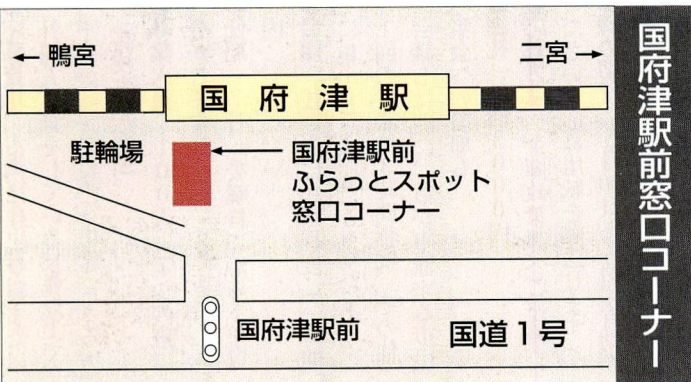 国府津駅前窓口コーナー
← 鴨宮
二宮 →
国府津駅
駐輪場
国府津駅前
ふらっとスポット
窓口コーナー
国府津駅前
国道1号